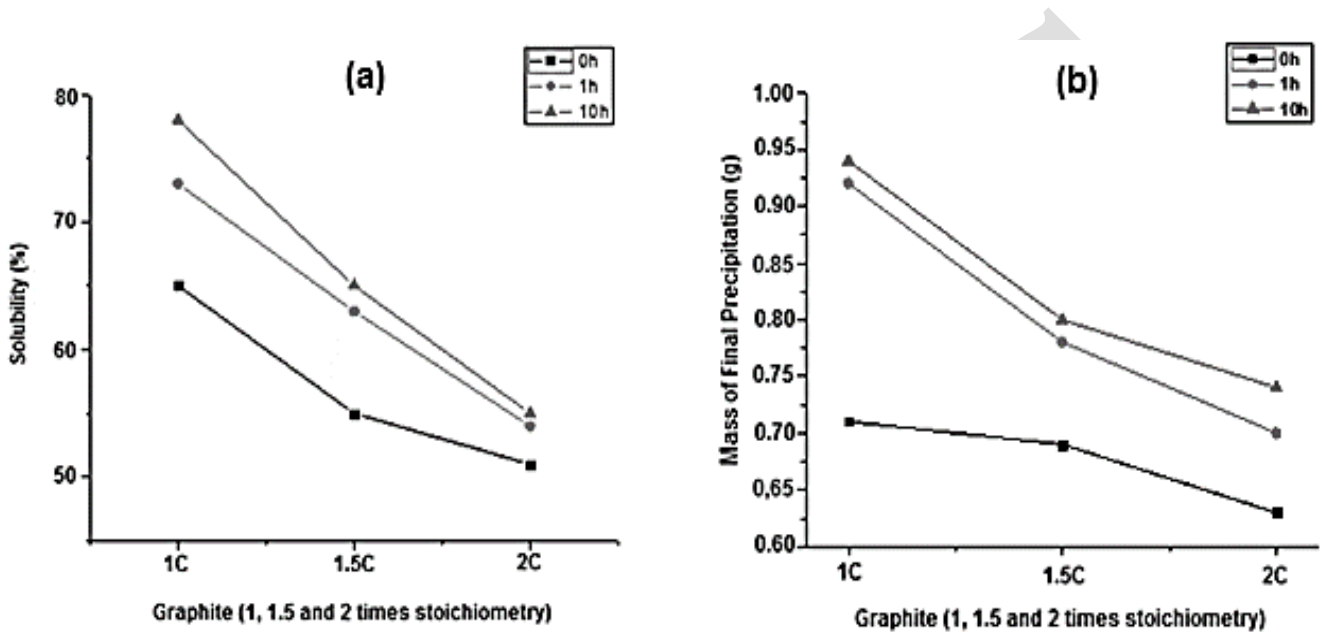 (a)
0h
1h
10h
80
70
60
50
Solubility (%)
1C
1.5C
2C
Graphite (1, 1.5 and 2 times stoichiometry)
(b)
0h
1h
10h
1.00
0.95
0.90
0.85
0.80
0.75
0.70
0,65
0.60
Mass of Final Precipitation (g)
1C
1.5C
2C
Graphite (1, 1.5 and 2 times stoichiometry)